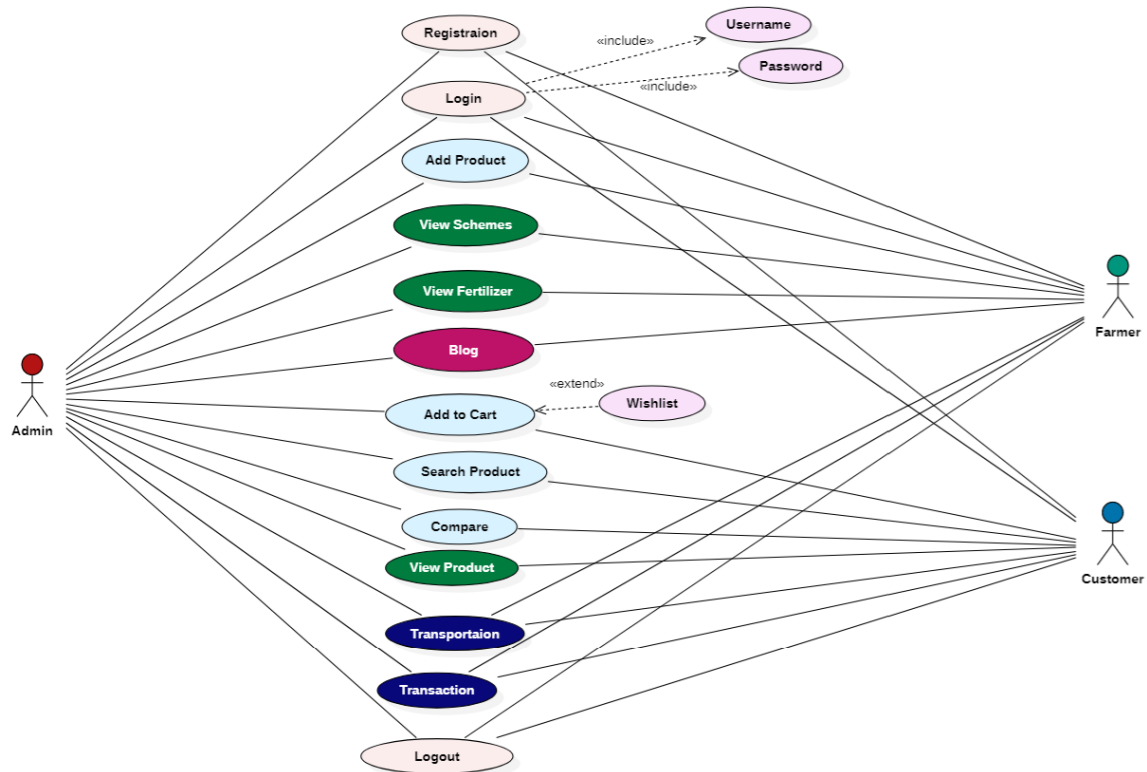 Registraion
Username
«include»
Password
«include»
Login
Add Product
View Schemes
View Fertilizer
Farmer
Blog
Admin
«extend»
Wishlist
Add to Cart
Search Product
Compare
View Product
Customer
Transportaion
Transaction
Logout